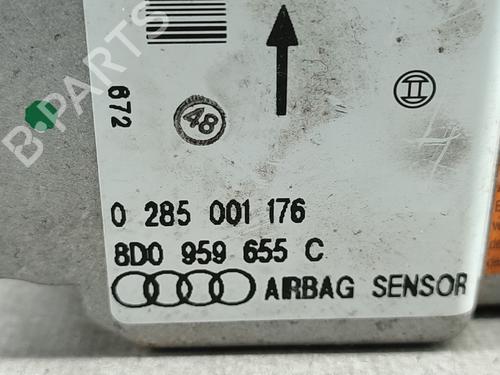 B-PARTS
672
48
0 285 001 176
8D0 959 655 C
AIRBAG SENSOR